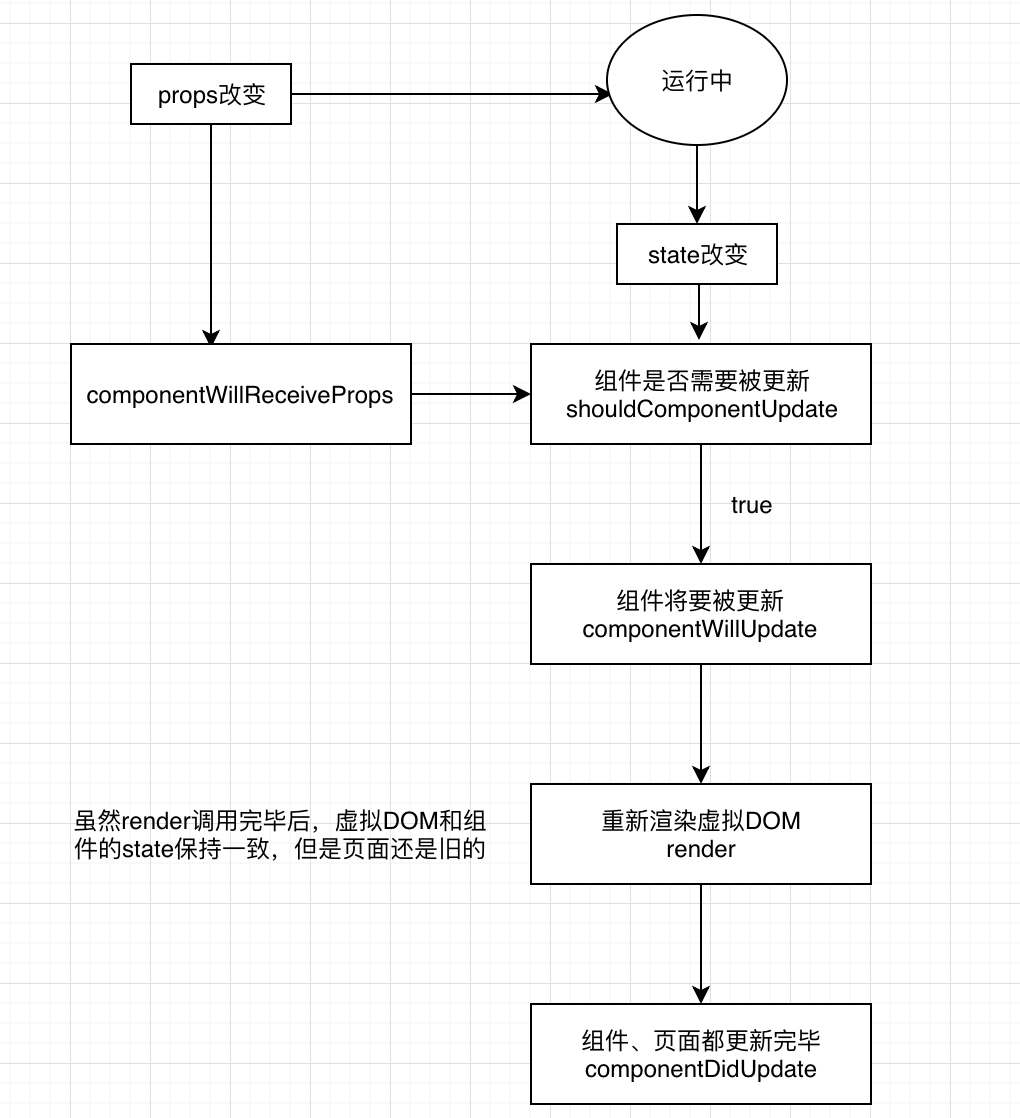 运行中
props改变
state改变
componentWillReceiveProps
组件是否需要被更新
shouldComponentUpdate
true
组件将要被更新
componentWillUpdate
虽然render调用完毕后，虚拟DOM和组
件的state保持一致，但是页面还是旧的
重新渲染虚拟DOM
render
组件、页面都更新完毕
componentDidUpdate